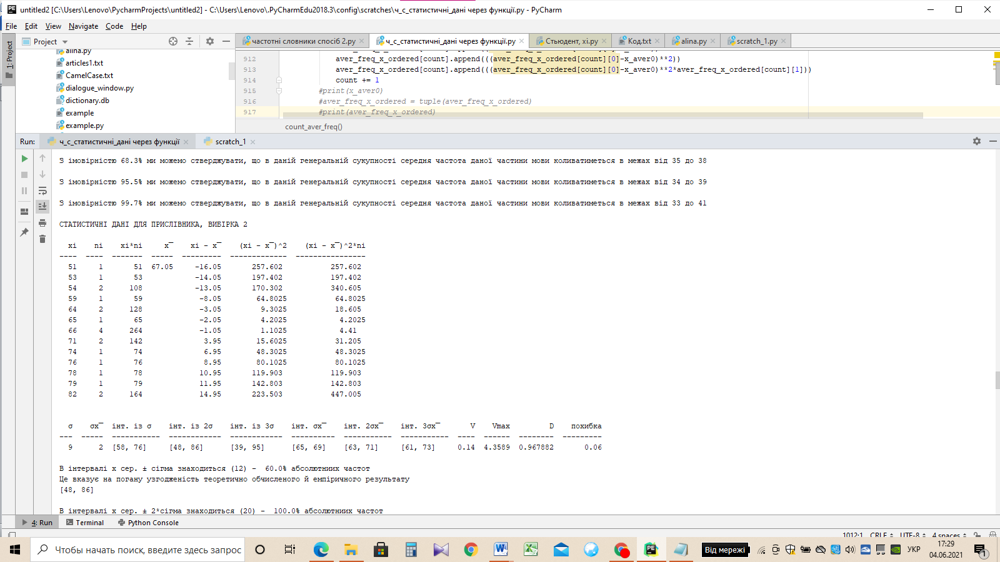 untitled2 [C:\Users\Lenovo\PycharmProjects\untitled2] - C:\Users\Lenovo\.PyCharmEdu2018.3\config\scratches\ч_с_статистичні_дані через функції.py - PyCharm
File Edit View Navigate Code Help
1: Project
Project
частотні словники спосіб 2.py
ч_с_статистичні_дані через функції.py
Стьюдент, хі.py
Код.txt
alina.py
scratch_1.py
alina.py
articles1.txt
CamelCase.txt
dialogue_window.py
dictionary.db
example
example.py
912 aver_freq_x_ordered[count].append(((aver_freq_x_ordered[count][0]-x_aver0)**2))
913 aver_freq_x_ordered[count].append(((aver_freq_x_ordered[count][0]-x_aver0)**2*aver_freq_x_ordered[count][1]))
914 count += 1
915 #print(x_aver0)
916 #aver_freq_x_ordered = tuple(aver_freq_x_ordered)
917 #print(aver_freq_x_ordered)
count_aver_freq()
Run: ч_с_статистичні_дані через функції scratch_1
З імовірністю 68.3% ми можемо стверджувати, що в даній генеральній сукупності середня частота даної частини мови коливатиметься в межах від 35 до 38
З імовірністю 95.5% ми можемо стверджувати, що в даній генеральній сукупності середня частота даної частини мови коливатиметься в межах від 34 до 39
З імовірністю 99.7% ми можемо стверджувати, що в даній генеральній сукупності середня частота даної частини мови коливатиметься в межах від 33 до 41
СТАТИСТИЧНІ ДАНІ ДЛЯ ПРИСЛІВНИКА, ВИБІРКА 2
xi ni xi*ni x‾ xi - x‾ (xi - x‾)^2 (xi - x‾)^2*ni
---- ---- ------- ----- --------- ------------- ----------------
51 1 51 67.05 -16.05 257.602 257.602
53 1 53 -14.05 197.402 197.402
54 2 108 -13.05 170.302 340.605
59 1 59 -8.05 64.8025 64.8025
64 2 128 -3.05 9.3025 18.605
65 1 65 -2.05 4.2025 4.2025
66 4 264 -1.05 1.1025 4.41
71 2 142 3.95 15.6025 31.205
74 1 74 6.95 48.3025 48.3025
76 1 76 8.95 80.1025 80.1025
78 1 78 10.95 119.903 119.903
79 1 79 11.95 142.803 142.803
82 2 164 14.95 223.503 447.005
σ σx‾ інт. із σ інт. із 2σ інт. із 3σ інт. σx‾ інт. 2σx‾ інт. 3σx‾ V Vmax D похибка
--- ----- ----------- ------------ ------------ ---------- ----------- ----------- ---- ------ -------- ---------
9 2 [58, 76] [48, 86] [39, 95] [65, 69] [63, 71] [61, 73] 0.14 4.3589 0.967882 0.06
В інтервалі х сер. ± сігма знаходиться (12) - 60.0% абсолютних частот
Це вказує на погану узгодженість теоретично обчисленого й емпіричного результату
[48, 86]
В інтервалі х сер. ± 2*сігма знаходиться (20) - 100.0% абсолютних частот
4: Run Terminal Python Console
1012:1 CRLF UTF-8 4 spaces
Чтобы начать поиск, введите здесь запрос
Від мережі
УКР
17:29
04.06.2021
1